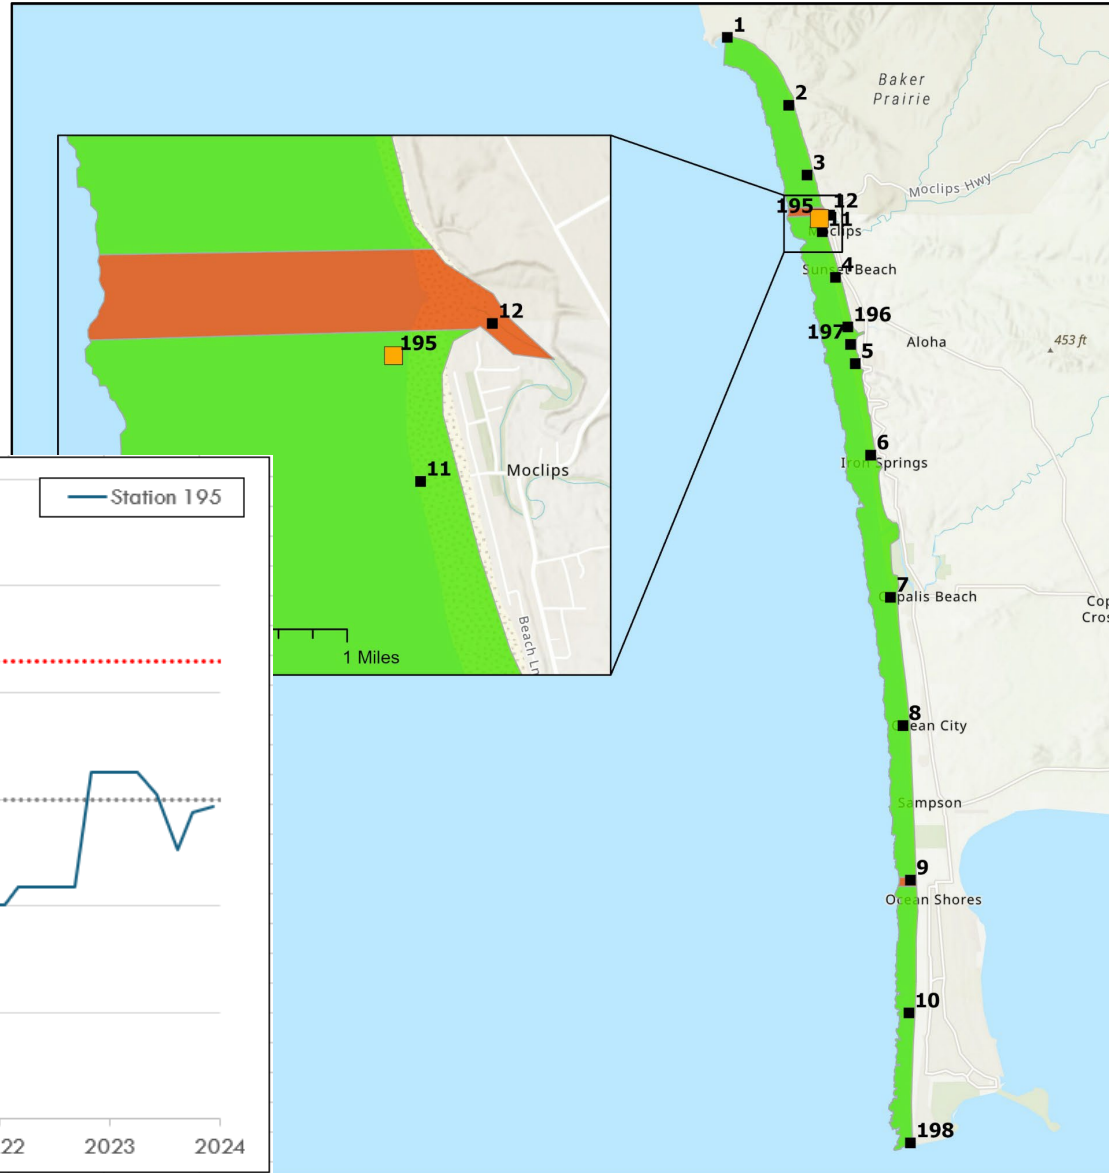 1
Baker
Prairie
2
3
Moclips Hwy
12
195
11
Moclips
4
Sunset Beach
196
197
5
Aloha
453 ft
6
Iron Springs
7
Copalis Beach
Cop
Cros
8
Ocean City
Sampson
9
Ocean Shores
10
198
12
195
11
Moclips
Beach Ln
1 Miles
Station 195
22
2023
2024